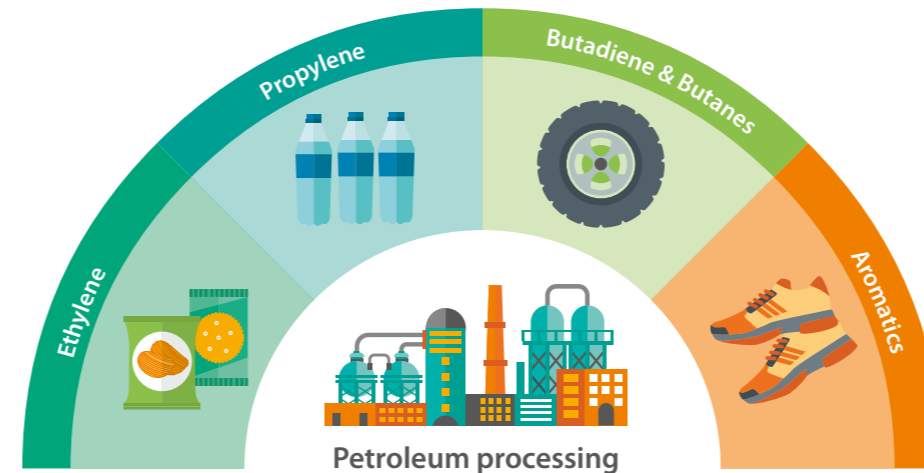 Ethylene
Propylene
Butadiene & Butanes
Aromatics
Petroleum processing